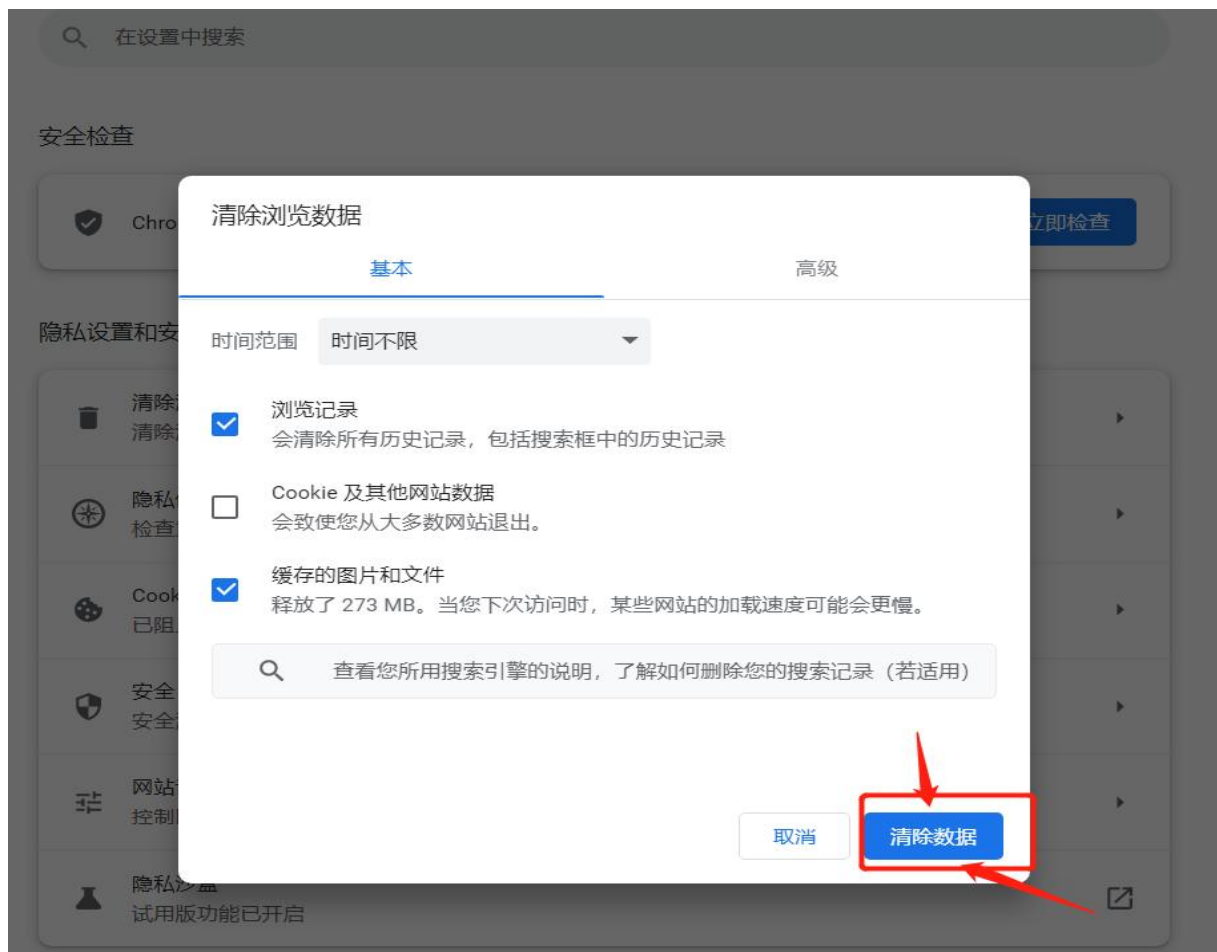 在设置中搜索
安全检查
Chro
立即检查
清除浏览数据
基本
高级
隐私设置和安
时间范围
时间不限
清除
清除
浏览记录
会清除所有历史记录，包括搜索框中的历史记录
隐私
检查
Cookie 及其他网站数据
会致使您从大多数网站退出。
Cook
已阻
缓存的图片和文件
释放了 273 MB。当您下次访问时，某些网站的加载速度可能会更慢。
查看您所用搜索引擎的说明，了解如何删除您的搜索记录（若适用）
安全
安全
网站
控制
取消
清除数据
隐私沙盒
试用版功能已开启